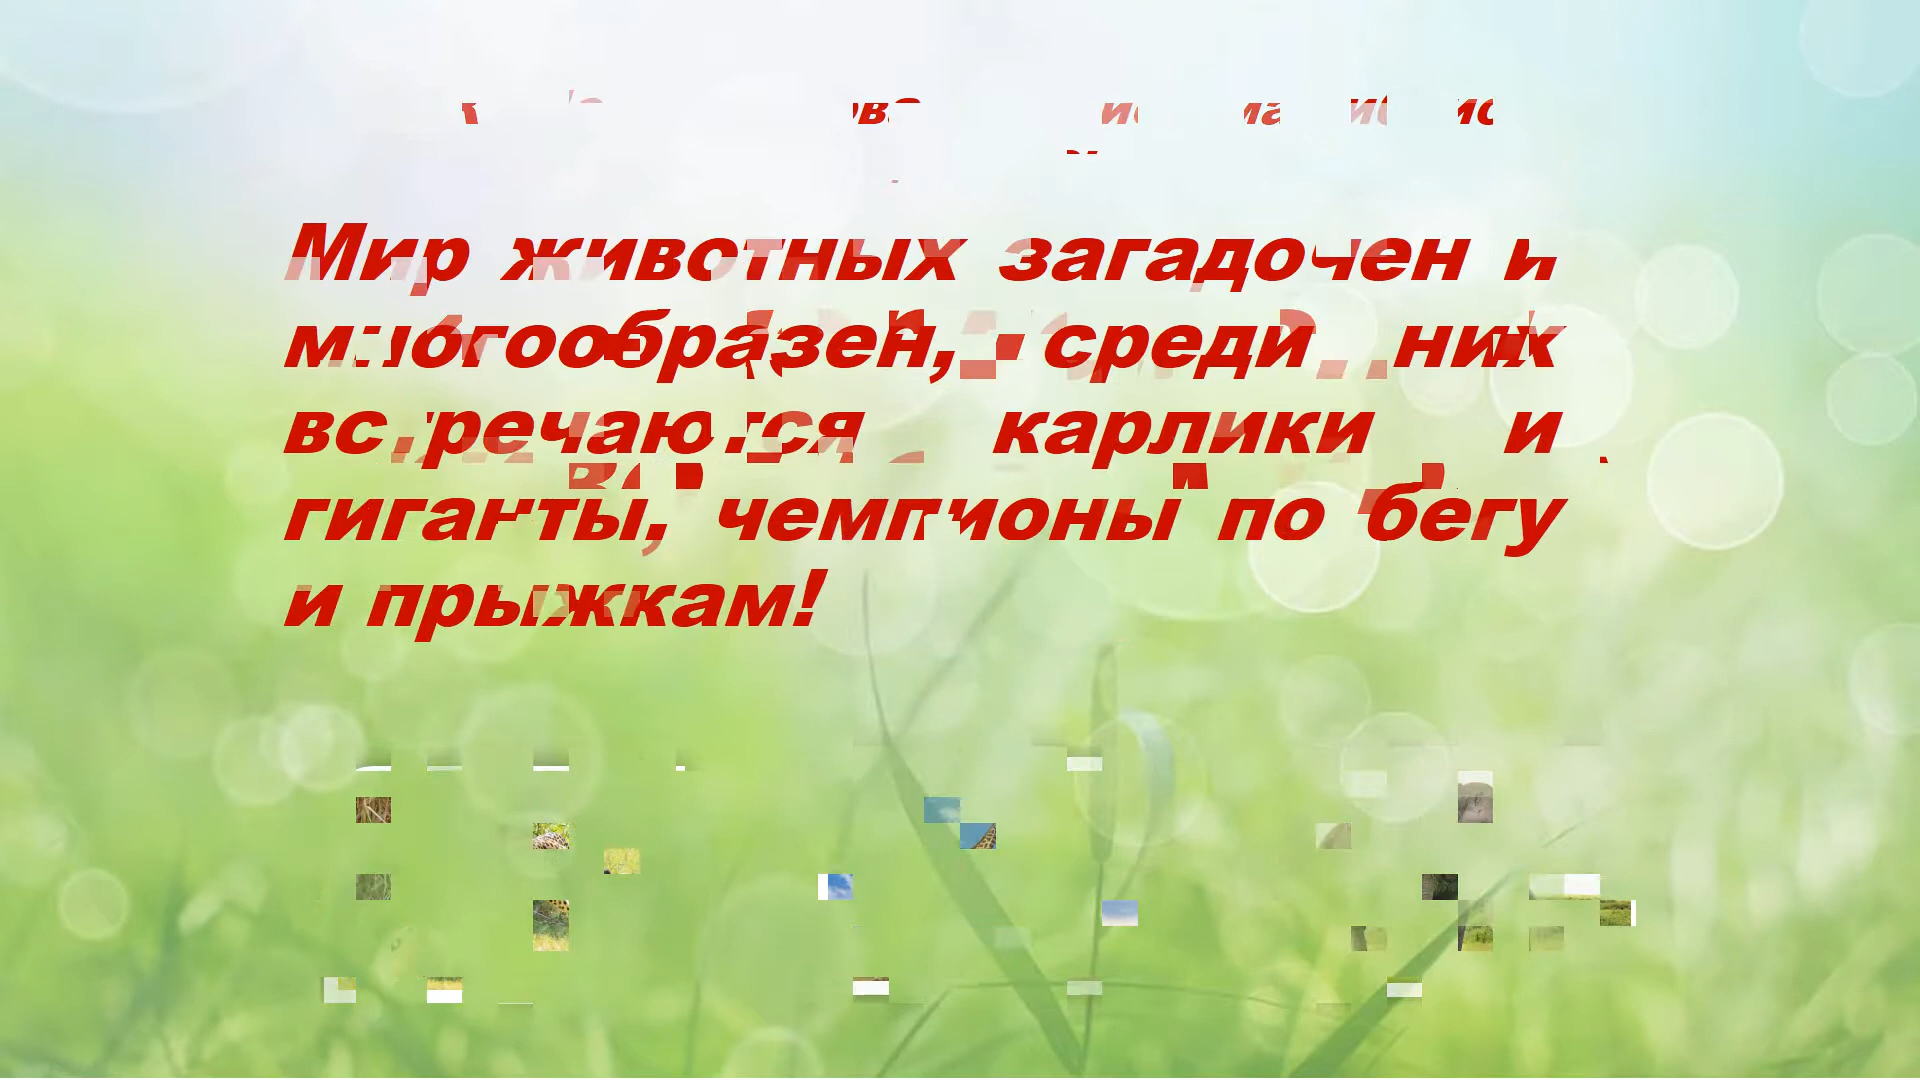 Мир животных загадочен и
многообразен, среди них
встречаются карлики и
гиганты, чемпионы по бегу
и прыжкам!